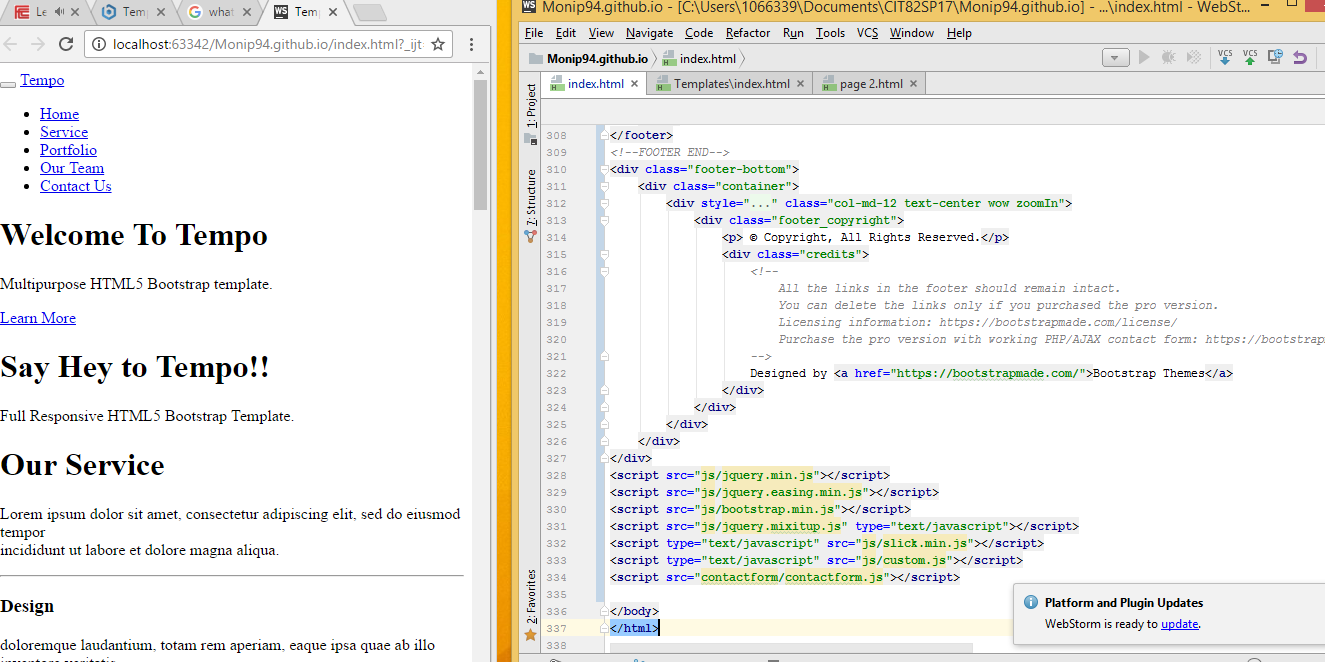 Le
Temp
what
Temp
localhost:63342/Monip94.github.io/index.html?_ijt
Tempo
Home
Service
Portfolio
Our Team
Contact Us
Welcome To Tempo
Multipurpose HTML5 Bootstrap template.
Learn More
Say Hey to Tempo!!
Full Responsive HTML5 Bootstrap Template.
Our Service
Lorem ipsum dolor sit amet, consectetur adipiscing elit, sed do eiusmod
tempor
incididunt ut labore et dolore magna aliqua.
Design
doloremque laudantium, totam rem aperiam, eaque ipsa quae ab illo
WS Monip94.github.io - [C:\Users\1066339\Documents\CIT82SP17\Monip94.github.io] - ...\index.html - WebSt...
File Edit View Navigate Code Refactor Run Tools VCS Window Help
Monip94.github.io index.html VCS VCS
index.html Templates\index.html page 2.html
1: Project
7: Structure
2: Favorites
308 </footer>
309 <!--FOOTER END-->
310 <div class="footer-bottom">
311 <div class="container">
312 <div style="..." class="col-md-12 text-center wow zoomIn">
313 <div class="footer_copyright">
314 <p> © Copyright, All Rights Reserved.</p>
315 <div class="credits">
316 <!--
317 All the links in the footer should remain intact.
318 You can delete the links only if you purchased the pro version.
319 Licensing information: https://bootstrapmade.com/license/
320 Purchase the pro version with working PHP/AJAX contact form: https://bootstrap
321 -->
322 Designed by <a href="https://bootstrapmade.com/">Bootstrap Themes</a>
323 </div>
324 </div>
325 </div>
326 </div>
327 </div>
328 <script src="js/jquery.min.js"></script>
329 <script src="js/jquery.easing.min.js"></script>
330 <script src="js/bootstrap.min.js"></script>
331 <script src="js/jquery.mixitup.js" type="text/javascript"></script>
332 <script type="text/javascript" src="js/slick.min.js"></script>
333 <script type="text/javascript" src="js/custom.js"></script>
334 <script src="contactform/contactform.js"></script>
335
336 </body>
337 </html>
338
Platform and Plugin Updates
WebStorm is ready to update.